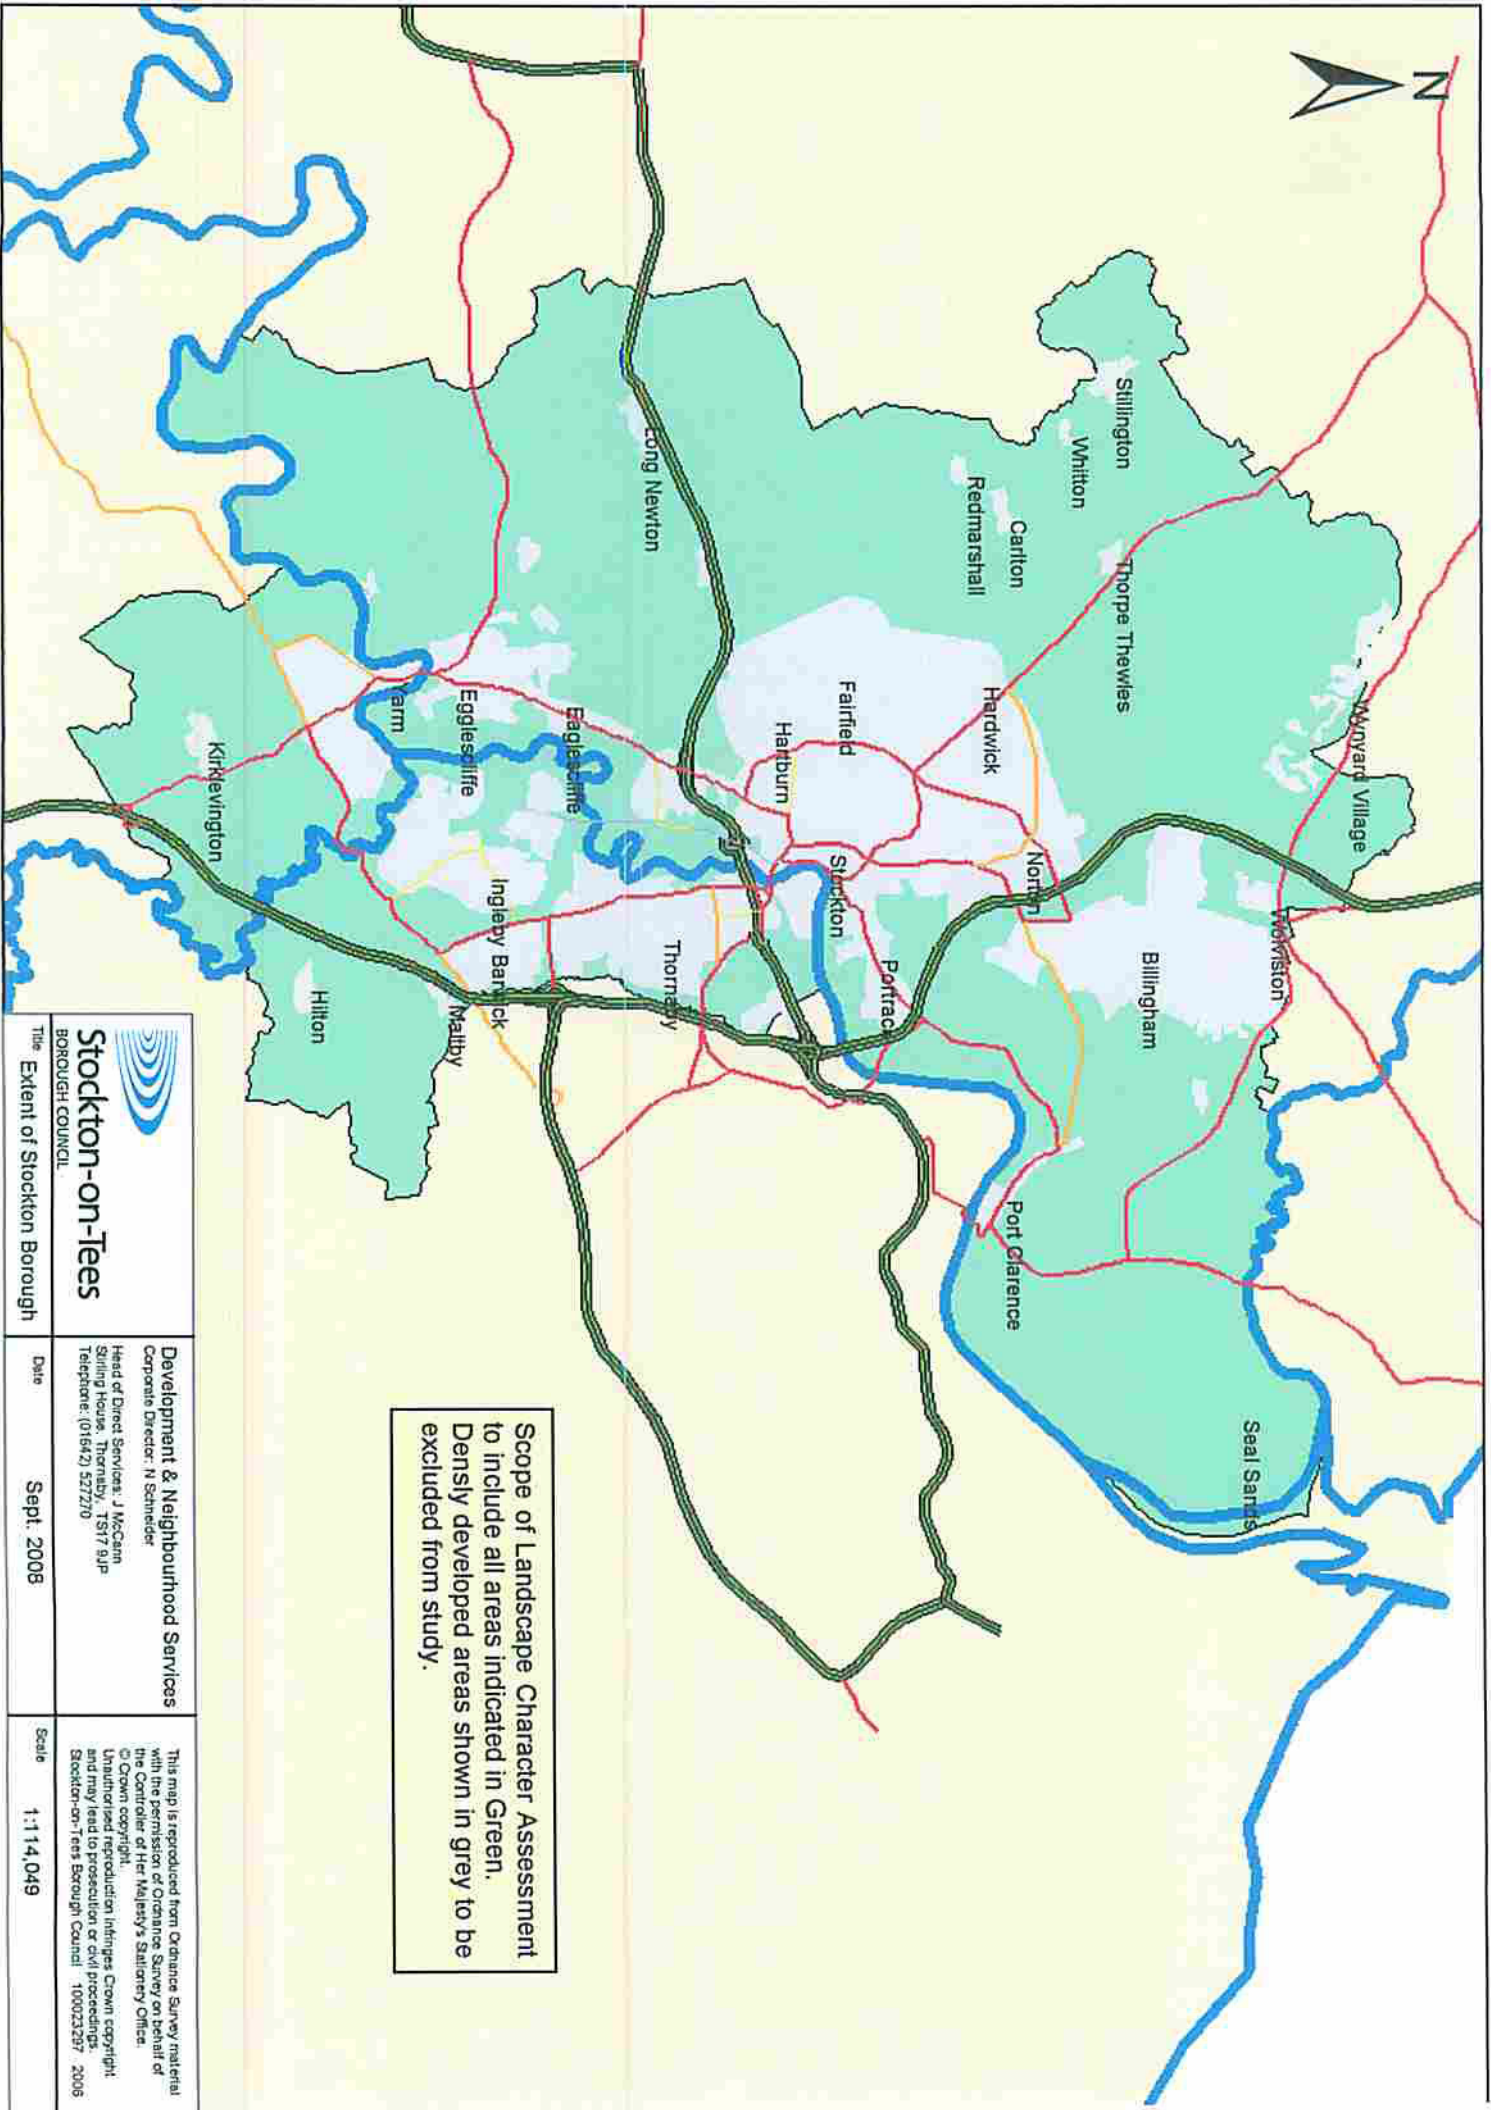 N
Wynyard Village
Wolviston
Stillington
Whitton
Thorpe Thewles
Billingham
Carlton
Redmarshall
Hardwick
Norton
Port Clarence
Seal Sands
Fairfield
Hartburn
Stockton
Portrack
Long Newton
Thornaby
Eaglescliffe
Egglescliffe
Ingleby Barwick
Yarm
Maltby
Kirklevington
Hilton
Scope of Landscape Character Assessment
to include all areas indicated in Green.
Densly developed areas shown in grey to be
excluded from study.
Stockton-on-Tees
BOROUGH COUNCIL
Development & Neighbourhood Services
Corporate Director: N Schneider
Head of Direct Services: J McCann
Stirling House, Thornaby, TS17 9JP
Telephone: (01642) 527270
This map is reproduced from Ordnance Survey material
with the permission of Ordnance Survey on behalf of
the Controller of Her Majesty's Stationery Office.
© Crown copyright.
Unauthorised reproduction infringes Crown copyright
and may lead to prosecution or civil proceedings.
Stockton-on-Tees Borough Council 100023297 2006
Title Extent of Stockton Borough
Date Sept. 2008
Scale 1:114,049